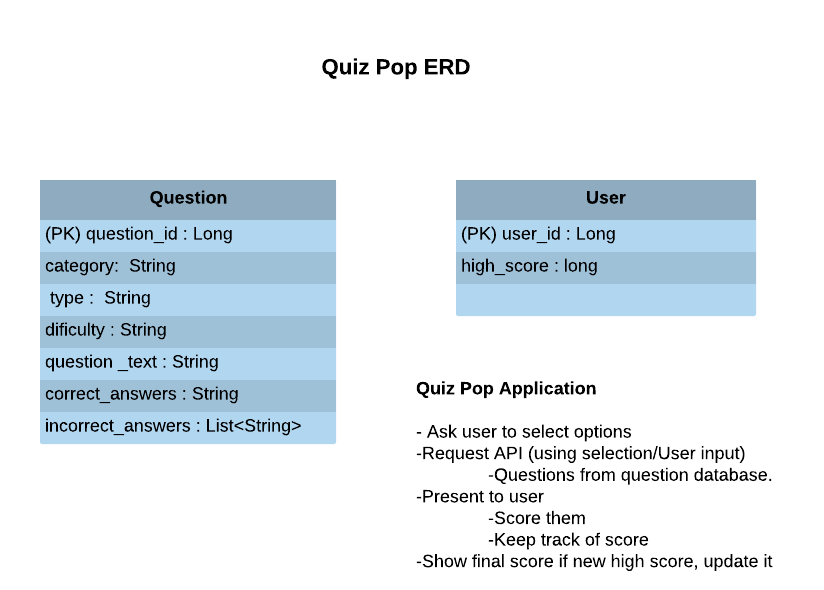 Quiz Pop ERD
Question
(PK) question_id : Long
category:  String
type :  String
dificulty : String
question _text : String
correct_answers : String
incorrect_answers : List<String>
User
(PK) user_id : Long
high_score : long
Quiz Pop Application
- Ask user to select options
-Request API (using selection/User input)
-Questions from question database.
-Present to user
-Score them
-Keep track of score
-Show final score if new high score, update it